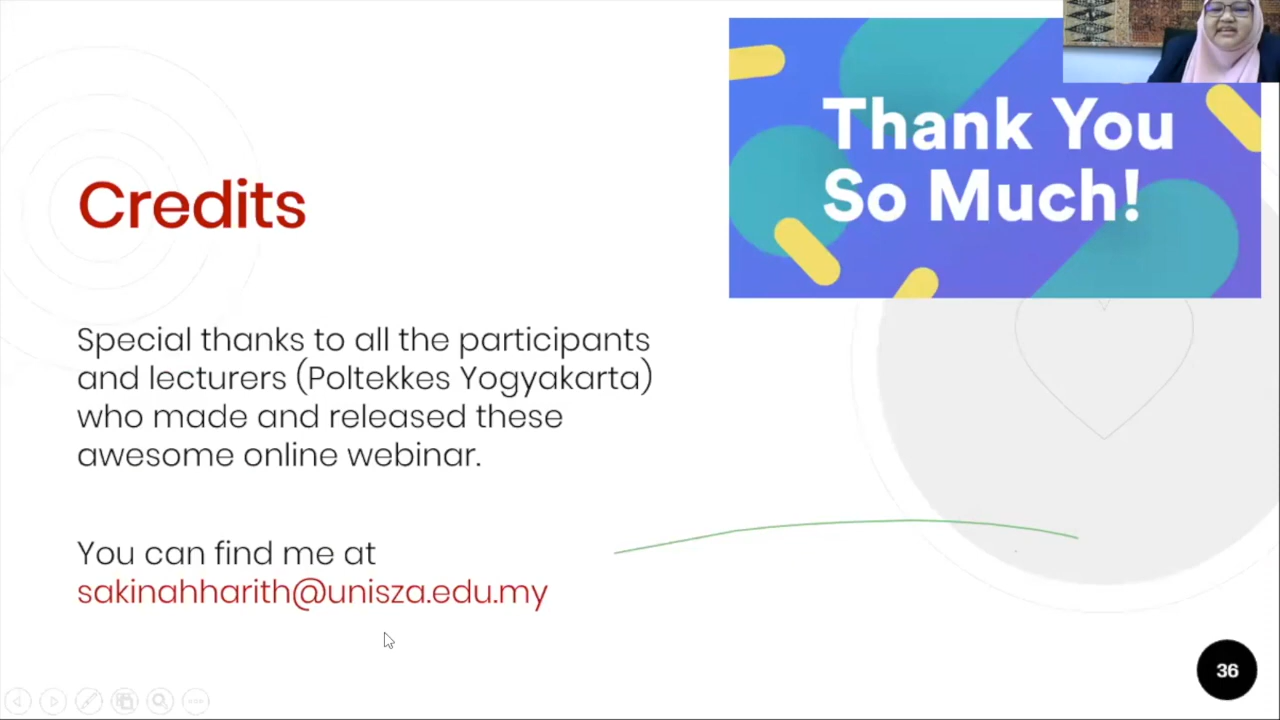 Thank You
So Much!
Credits
Special thanks to all the participants
and lecturers (Poltekkes Yogyakarta)
who made and released these
awesome online webinar.
You can find me at
sakinahharith@unisza.edu.my
36